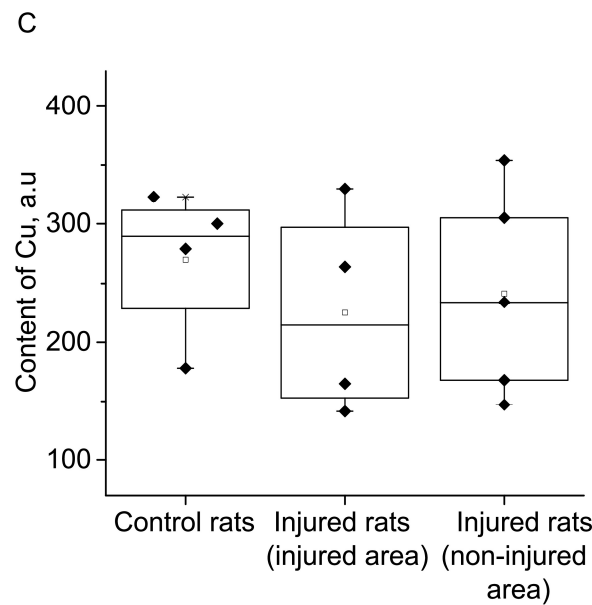 C
Content of Cu, a.u
400
300
200
100
Control rats
Injured rats
(injured area)
Injured rats
(non-injured
area)